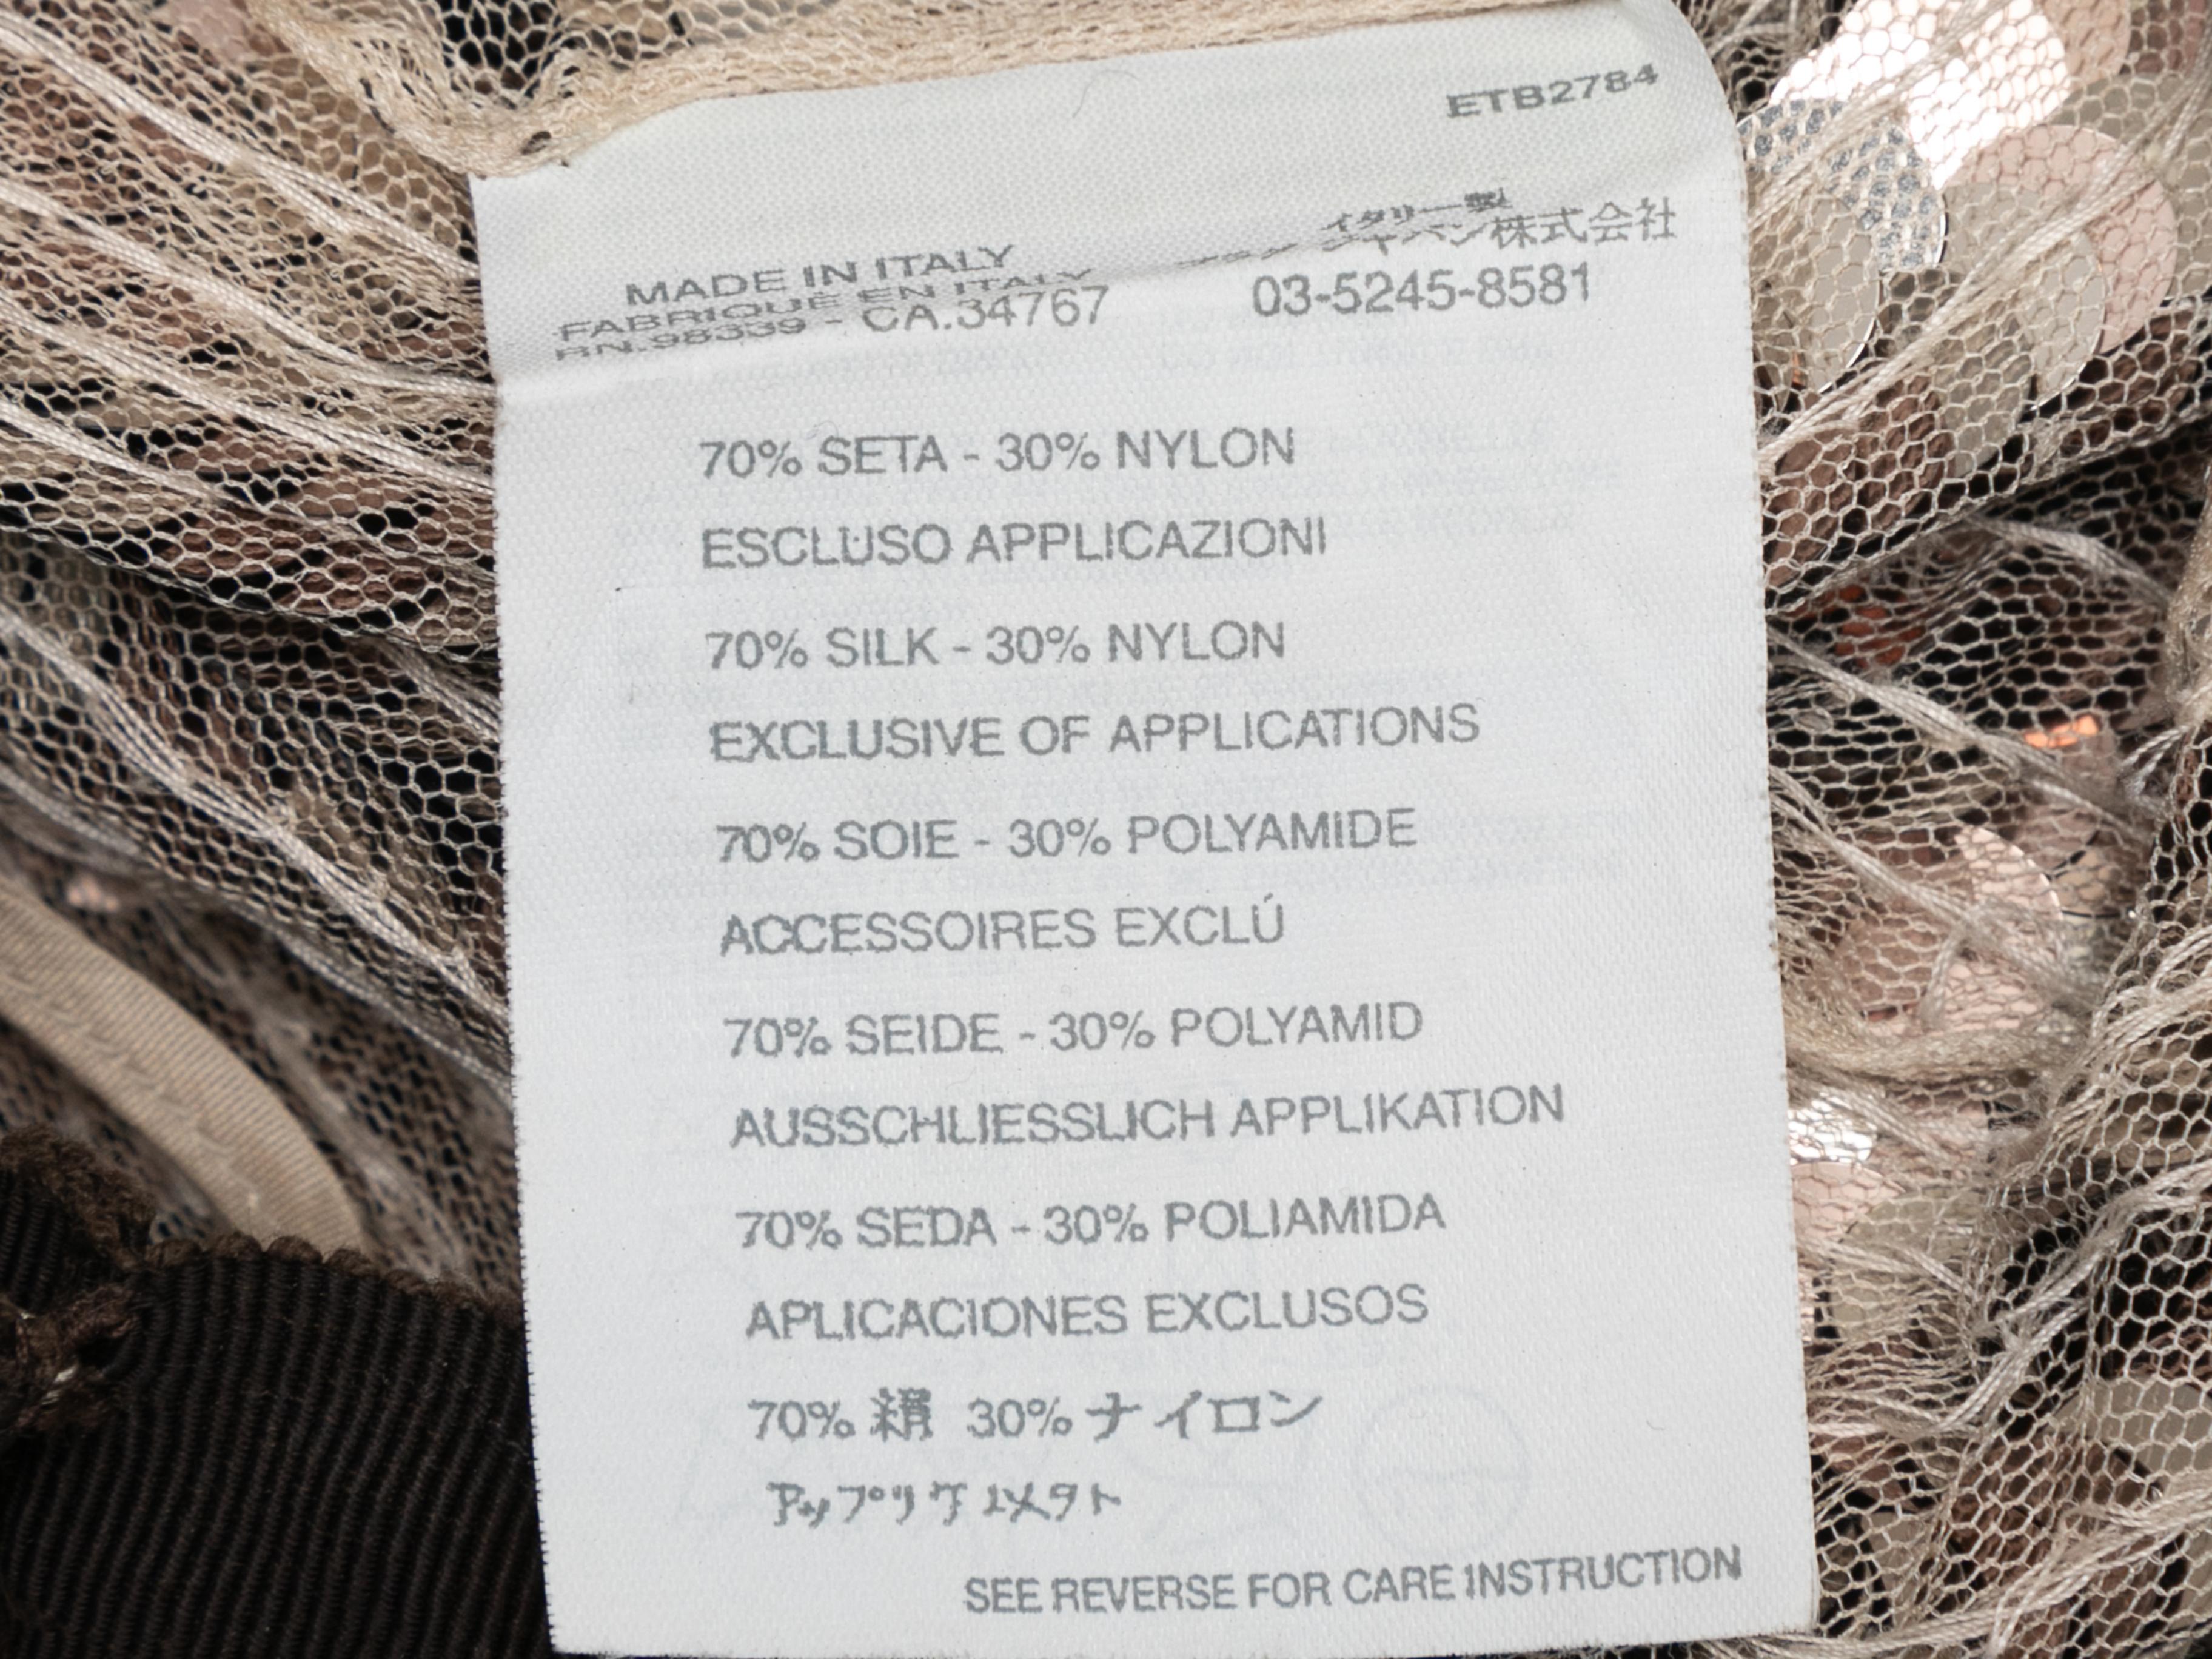 ETB2784
MADE IN ITALY
FABRIQUÉ EN ITALY
RN.98339 - CA.34767
イタリー製
ジャパン株式会社
03-5245-8581
70% SETA - 30% NYLON
ESCLUSO APPLICAZIONI
70% SILK - 30% NYLON
EXCLUSIVE OF APPLICATIONS
70% SOIE - 30% POLYAMIDE
ACCESSOIRES EXCLÚ
70% SEIDE - 30% POLYAMID
AUSSCHLIESSLICH APPLIKATION
70% SEDA - 30% POLIAMIDA
APLICACIONES EXCLUSOS
70% 絹 30% ナイロン
アップリケ
SEE REVERSE FOR CARE INSTRUCTION